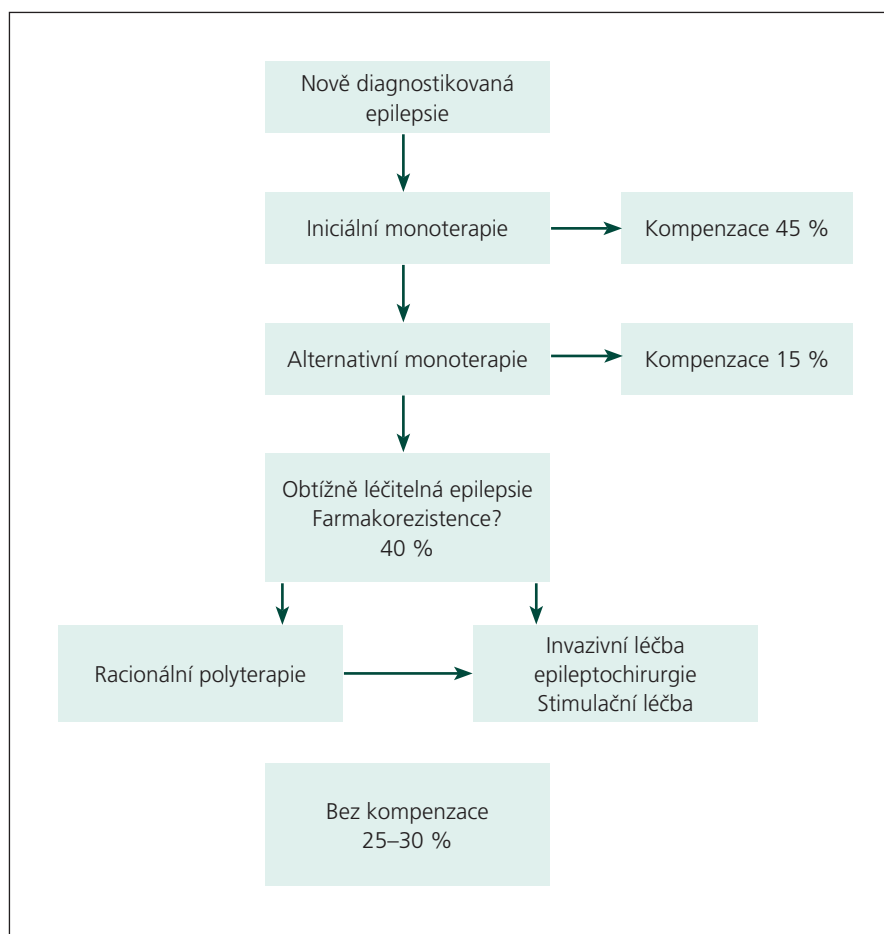 Nově diagnostikovaná
epilepsie
Iniciální monoterapie
Kompenzace 45 %
Alternativní monoterapie
Kompenzace 15 %
Obtížně léčitelná epilepsie
Farmakorezistence?
40 %
Racionální polyterapie
Invazivní léčba
epileptochirurgie
Stimulační léčba
Bez kompenzace
25–30 %